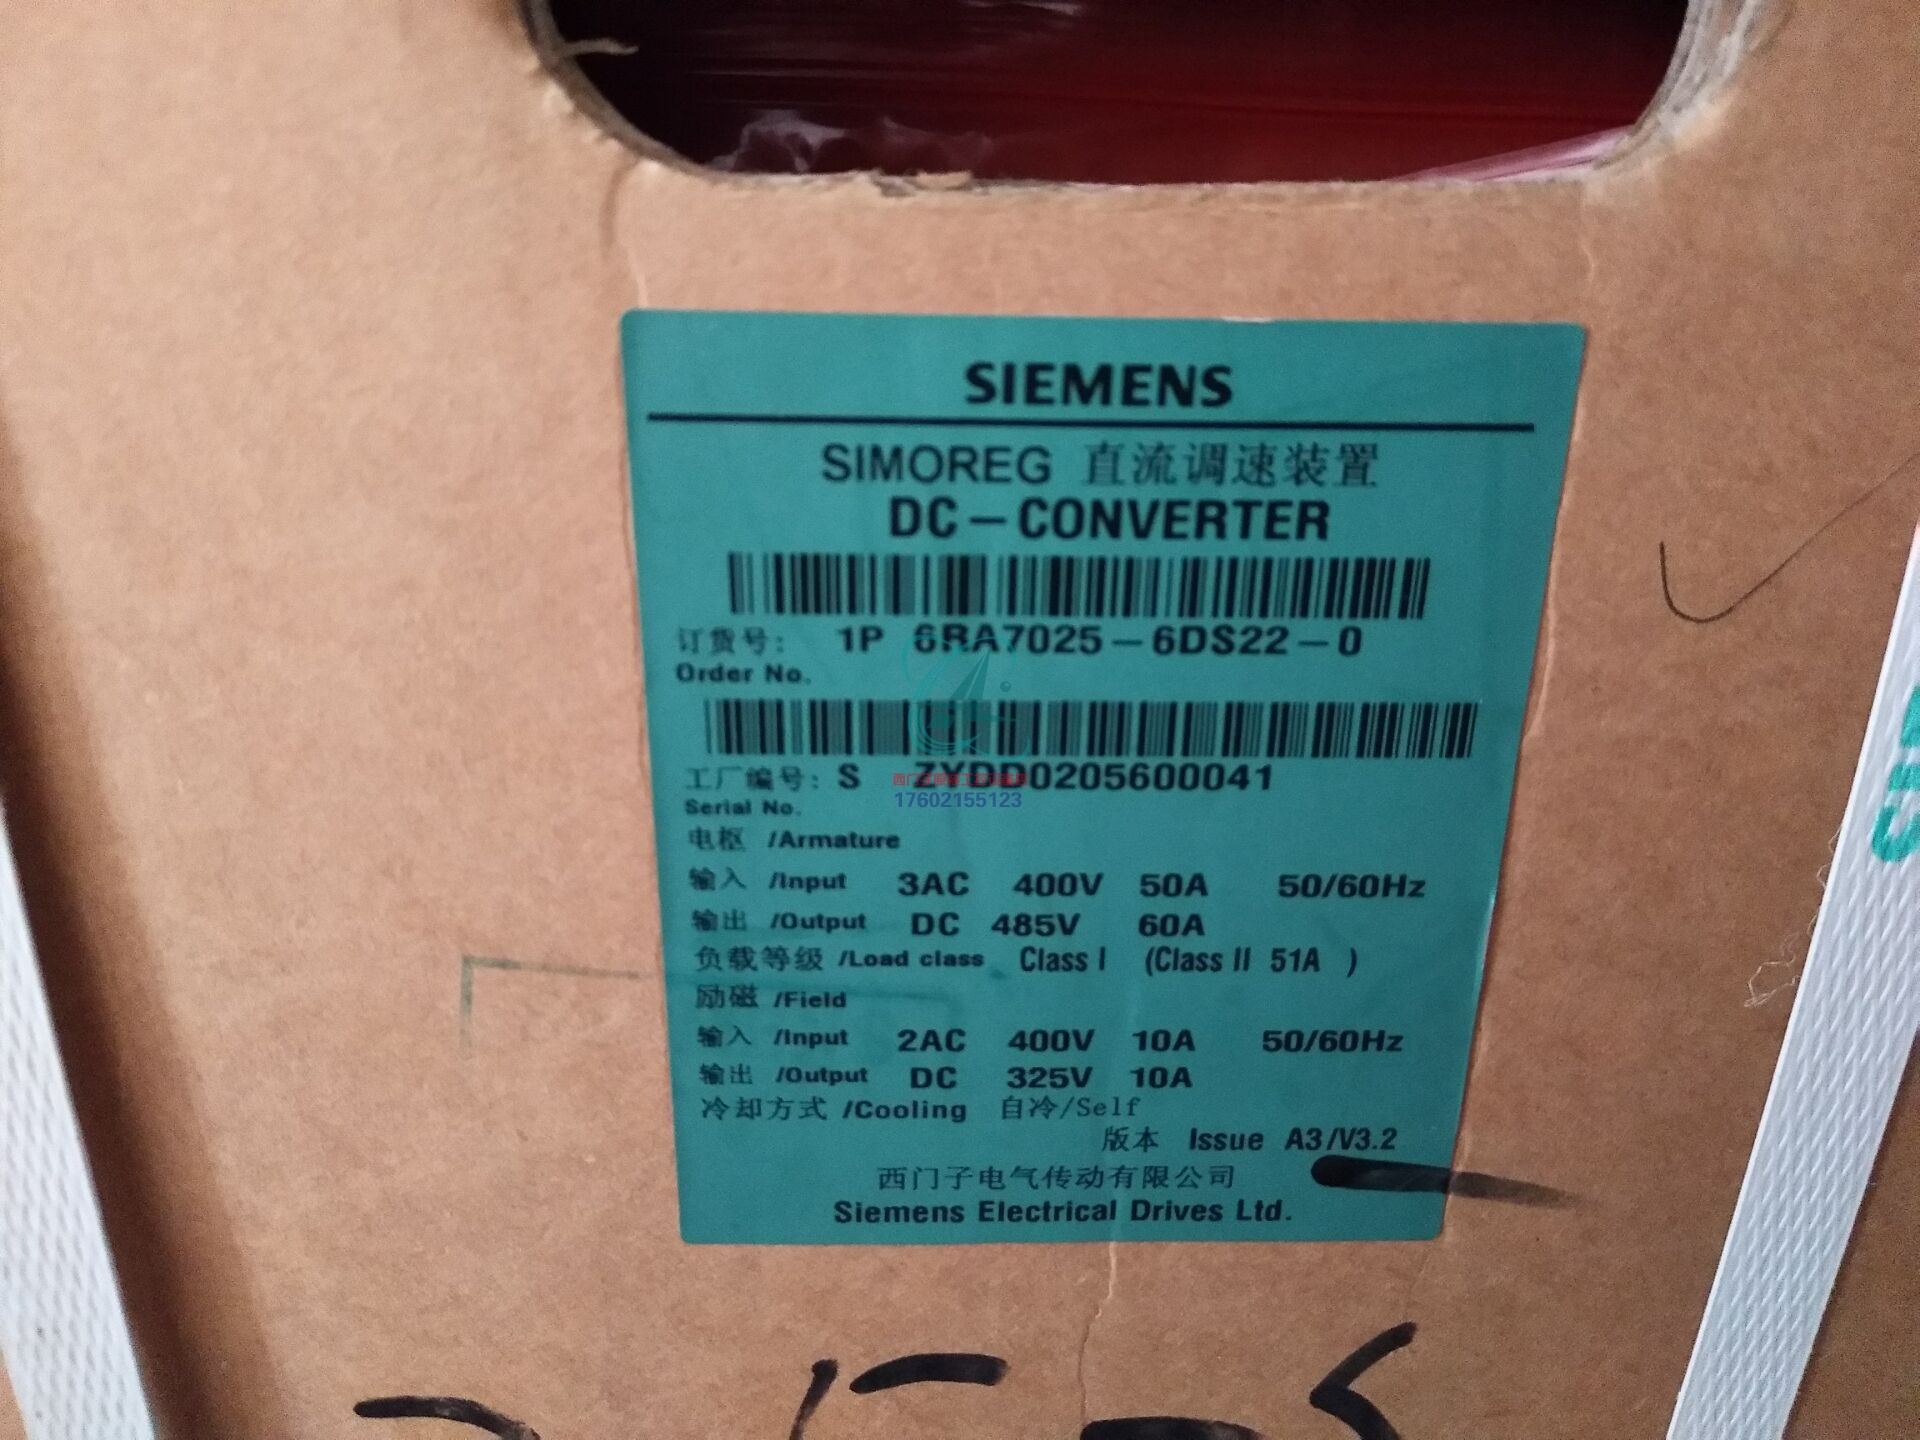 SIEMENS
SIMOREG 直流调速装置
DC-CONVERTER
订货号: 1P 6RA7025-6DS22-0
Order No.
工厂编号: S ZYDD0205600041
17602155123
Serial No.
电枢 /Armature
输入 /Input 3AC 400V 50A 50/60Hz
输出 /Output DC 485V 60A
负载等级 /Load class Class I (Class II 51A )
励磁 /Field
输入 /Input 2AC 400V 10A 50/60Hz
输出 /Output DC 325V 10A
冷却方式 /Cooling 自冷/Self
版本 Issue A3/V3.2
西门子电气传动有限公司
Siemens Electrical Drives Ltd.